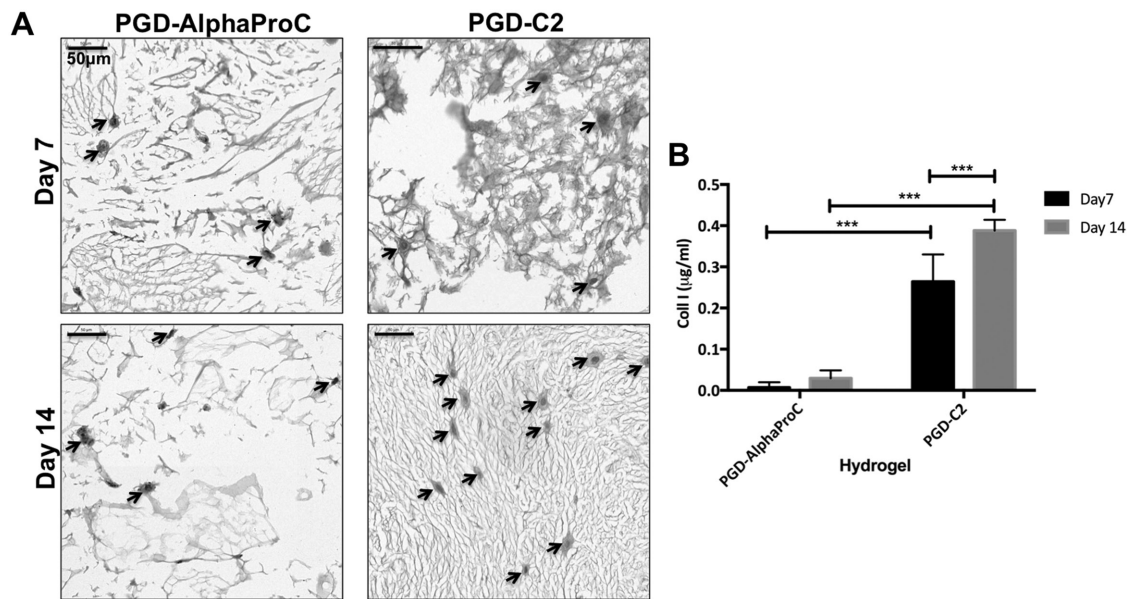 A
PGD-AlphaProC
PGD-C2
50μm
Day 7
Day 14
B
***
***
***
0.5
0.4
0.3
0.2
0.1
0.0
Coll I (μg/ml)
Day7
Day 14
PGD-AlphaProC
PGD-C2
Hydrogel